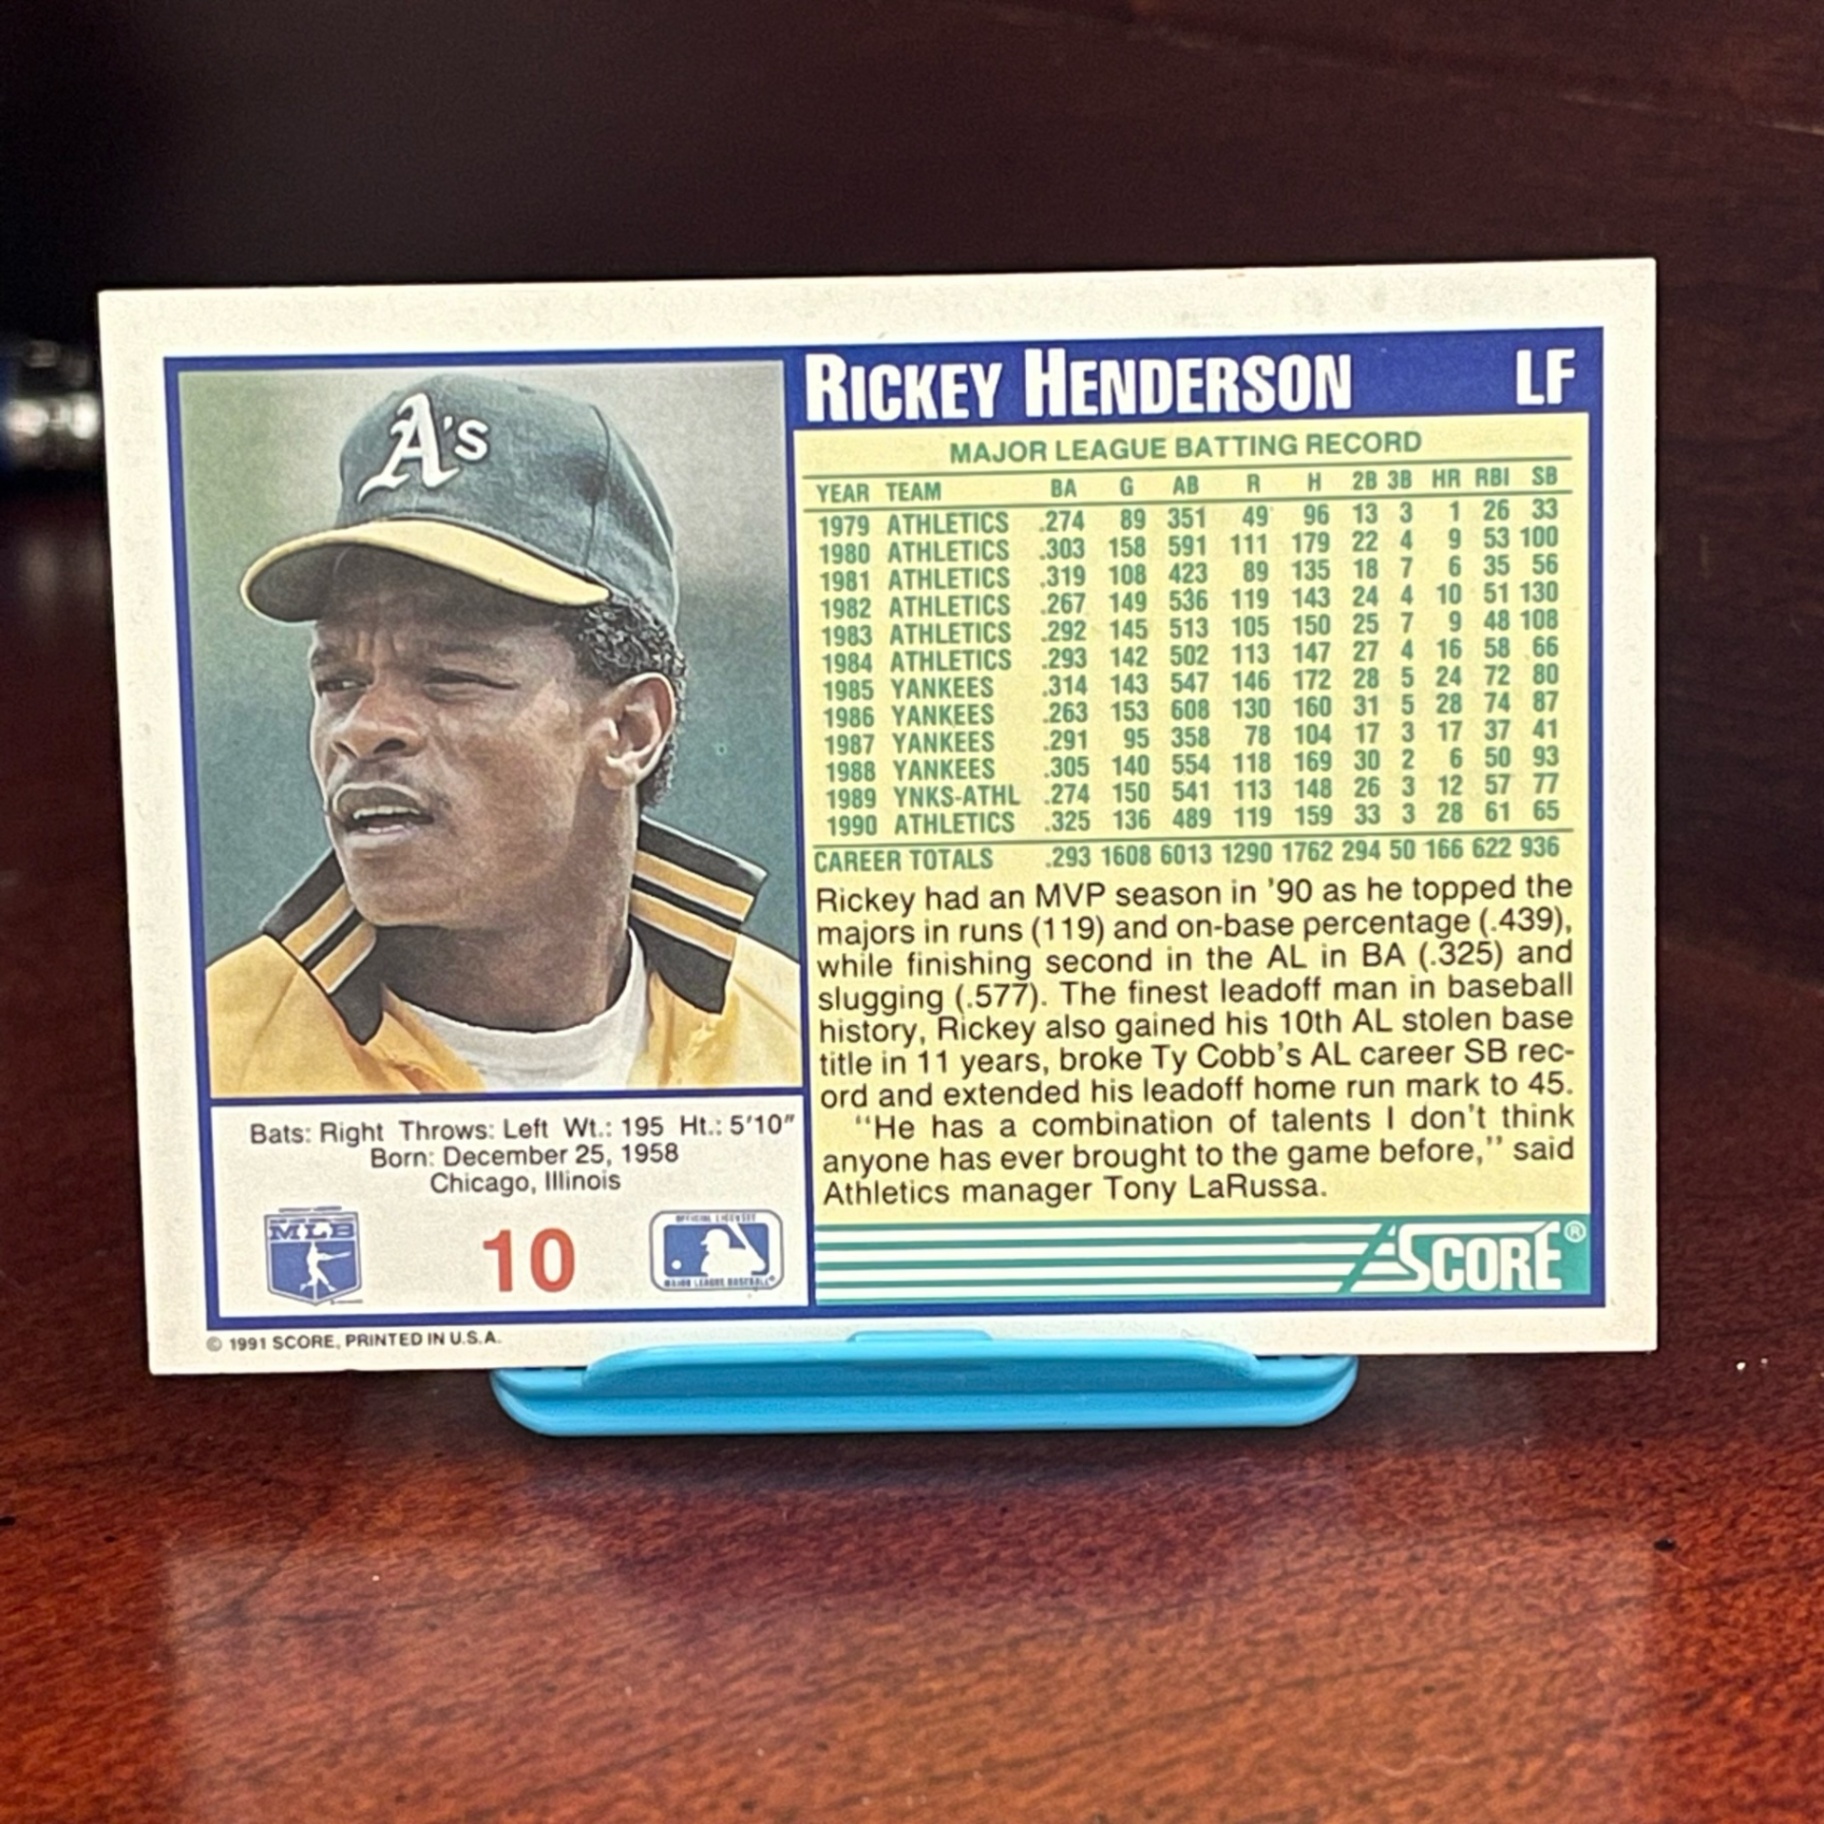 A's
RICKEY HENDERSON LF
MAJOR LEAGUE BATTING RECORD
YEAR TEAM BA G AB R H 2B 3B HR RBI SB
1979 ATHLETICS .274 89 351 49 96 13 3 1 26 33
1980 ATHLETICS .303 158 591 111 179 22 4 9 53 100
1981 ATHLETICS .319 108 423 89 135 18 7 6 35 56
1982 ATHLETICS .267 149 536 119 143 24 4 10 51 130
1983 ATHLETICS .292 145 513 105 150 25 7 9 48 108
1984 ATHLETICS .293 142 502 113 147 27 4 16 58 66
1985 YANKEES .314 143 547 146 172 28 5 24 72 80
1986 YANKEES .263 153 608 130 160 31 5 28 74 87
1987 YANKEES .291 95 358 78 104 17 3 17 37 41
1988 YANKEES .305 140 554 118 169 30 2 6 50 93
1989 YNKS-ATHL .274 150 541 113 148 26 3 12 57 77
1990 ATHLETICS .325 136 489 119 159 33 3 28 61 65
CAREER TOTALS .293 1608 6013 1290 1762 294 50 166 622 936
Rickey had an MVP season in '90 as he topped the
majors in runs (119) and on-base percentage (.439),
while finishing second in the AL in BA (.325) and
slugging (.577). The finest leadoff man in baseball
history, Rickey also gained his 10th AL stolen base
title in 11 years, broke Ty Cobb's AL career SB rec-
ord and extended his leadoff home run mark to 45.
"He has a combination of talents I don't think
anyone has ever brought to the game before," said
Athletics manager Tony LaRussa.
Bats: Right Throws: Left Wt.: 195 Ht.: 5'10"
Born: December 25, 1958
Chicago, Illinois
MLB
10
OFFICIAL LICENSEE
MAJOR LEAGUE BASEBALL
SCORE®
© 1991 SCORE, PRINTED IN U.S.A.